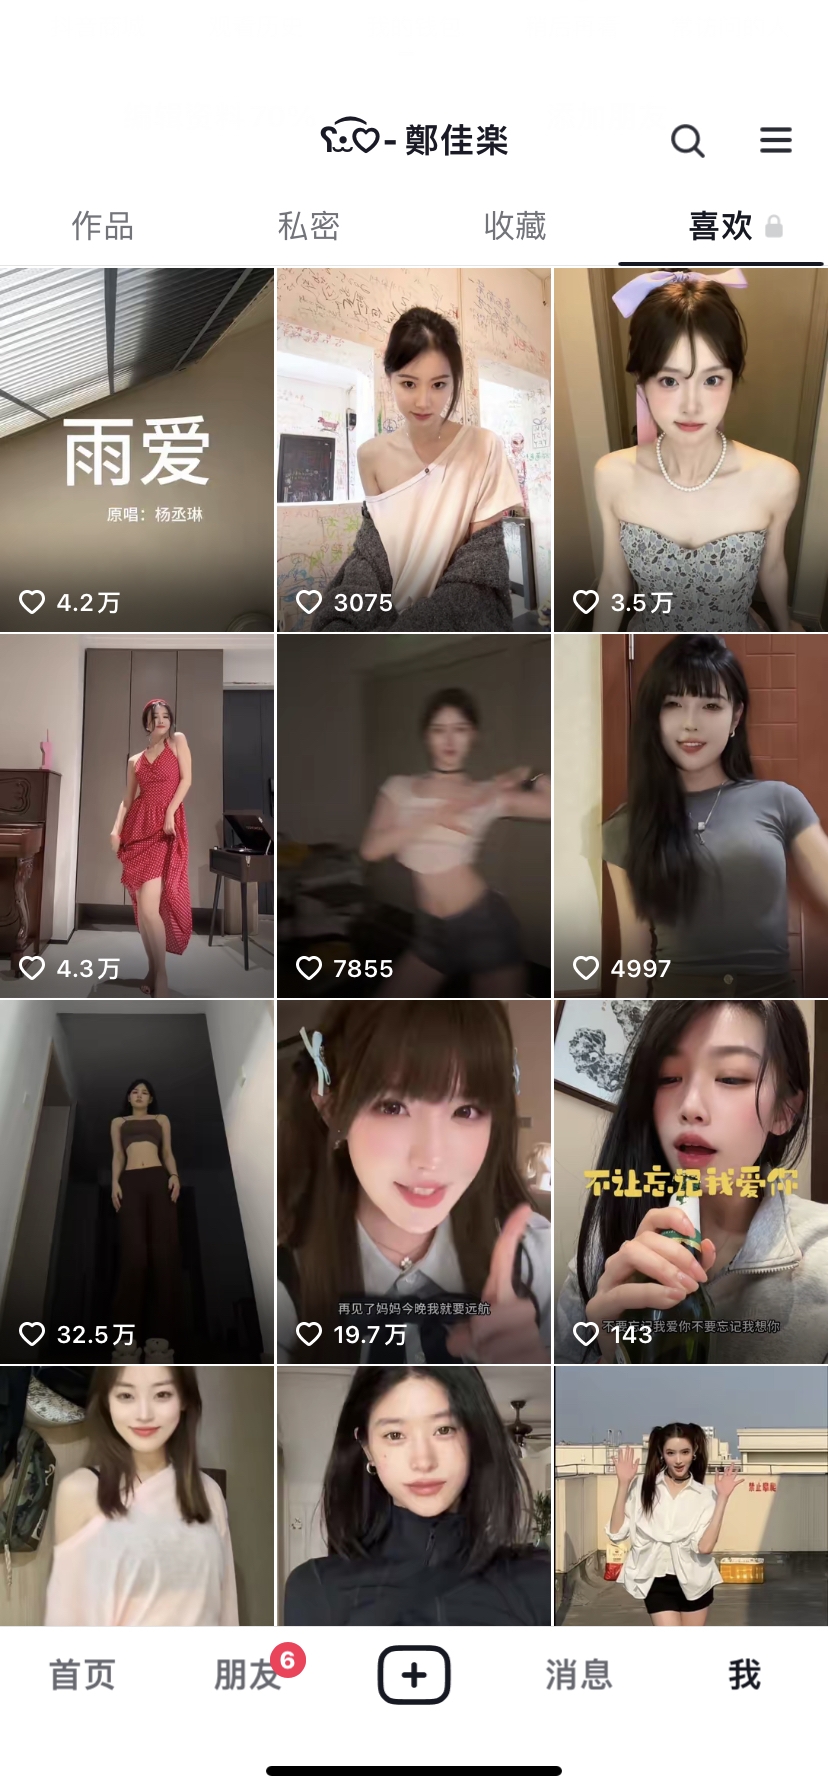 - 鄭佳楽
作品
私密
收藏
喜欢
雨爱
原唱：杨丞琳
4.2万
3075
3.5万
4.3万
7855
4997
32.5万
再见了妈妈今晚我就要远航
19.7万
不让忘记我爱你
不要忘记我爱你不要忘记我想你
143
禁止攀爬
首页
朋友
6
消息
我